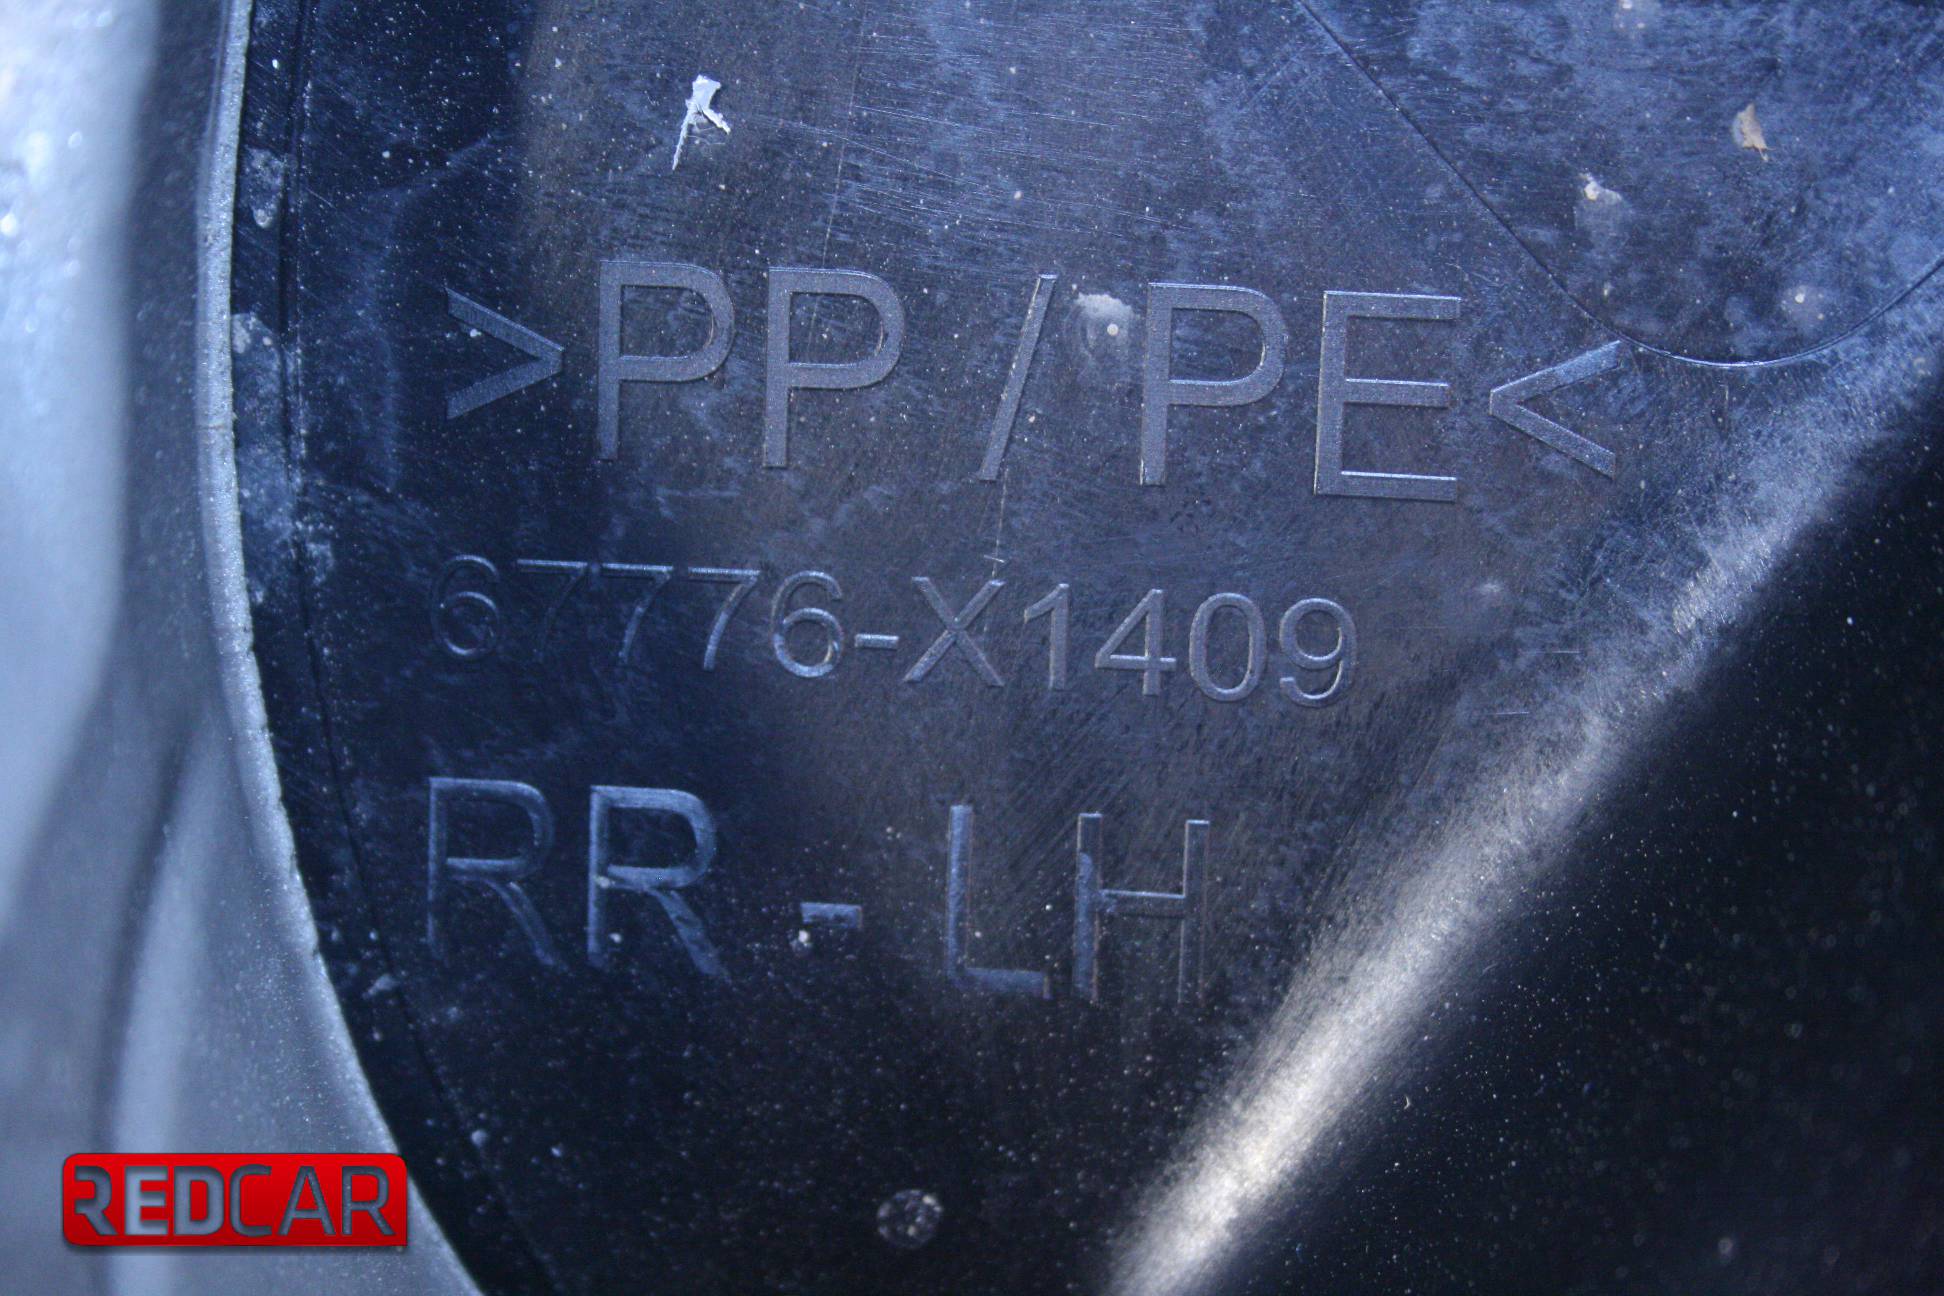 >PP / PE<
67776-X1409
RR - LH
REDCAR